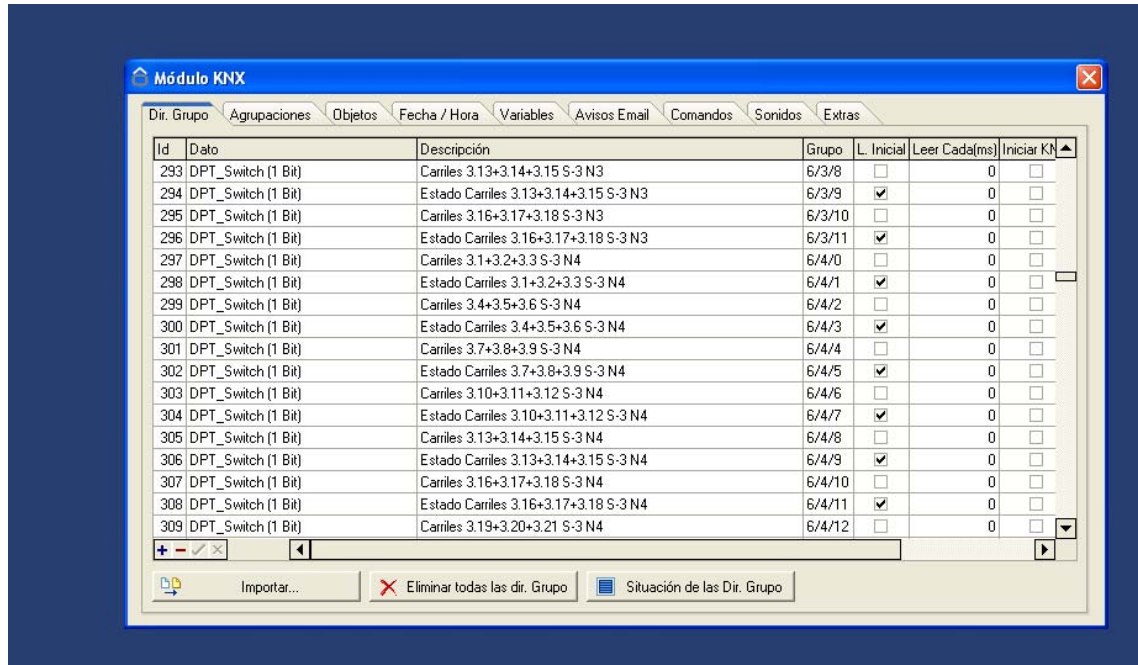 Módulo KNX
Dir. Grupo Agrupaciones Objetos Fecha / Hora Variables Avisos Email Comandos Sonidos Extras
Id Dato Descripción Grupo L. Inicial Leer Cada(ms) Iniciar KN
293 DPT_Switch (1 Bit) Carriles 3.13+3.14+3.15 S-3 N3 6/3/8 0
294 DPT_Switch (1 Bit) Estado Carriles 3.13+3.14+3.15 S-3 N3 6/3/9 0
295 DPT_Switch (1 Bit) Carriles 3.16+3.17+3.18 S-3 N3 6/3/10 0
296 DPT_Switch (1 Bit) Estado Carriles 3.16+3.17+3.18 S-3 N3 6/3/11 0
297 DPT_Switch (1 Bit) Carriles 3.1+3.2+3.3 S-3 N4 6/4/0 0
298 DPT_Switch (1 Bit) Estado Carriles 3.1+3.2+3.3 S-3 N4 6/4/1 0
299 DPT_Switch (1 Bit) Carriles 3.4+3.5+3.6 S-3 N4 6/4/2 0
300 DPT_Switch (1 Bit) Estado Carriles 3.4+3.5+3.6 S-3 N4 6/4/3 0
301 DPT_Switch (1 Bit) Carriles 3.7+3.8+3.9 S-3 N4 6/4/4 0
302 DPT_Switch (1 Bit) Estado Carriles 3.7+3.8+3.9 S-3 N4 6/4/5 0
303 DPT_Switch (1 Bit) Carriles 3.10+3.11+3.12 S-3 N4 6/4/6 0
304 DPT_Switch (1 Bit) Estado Carriles 3.10+3.11+3.12 S-3 N4 6/4/7 0
305 DPT_Switch (1 Bit) Carriles 3.13+3.14+3.15 S-3 N4 6/4/8 0
306 DPT_Switch (1 Bit) Estado Carriles 3.13+3.14+3.15 S-3 N4 6/4/9 0
307 DPT_Switch (1 Bit) Carriles 3.16+3.17+3.18 S-3 N4 6/4/10 0
308 DPT_Switch (1 Bit) Estado Carriles 3.16+3.17+3.18 S-3 N4 6/4/11 0
309 DPT_Switch (1 Bit) Carriles 3.19+3.20+3.21 S-3 N4 6/4/12 0
Importar... Eliminar todas las dir. Grupo Situación de las Dir. Grupo